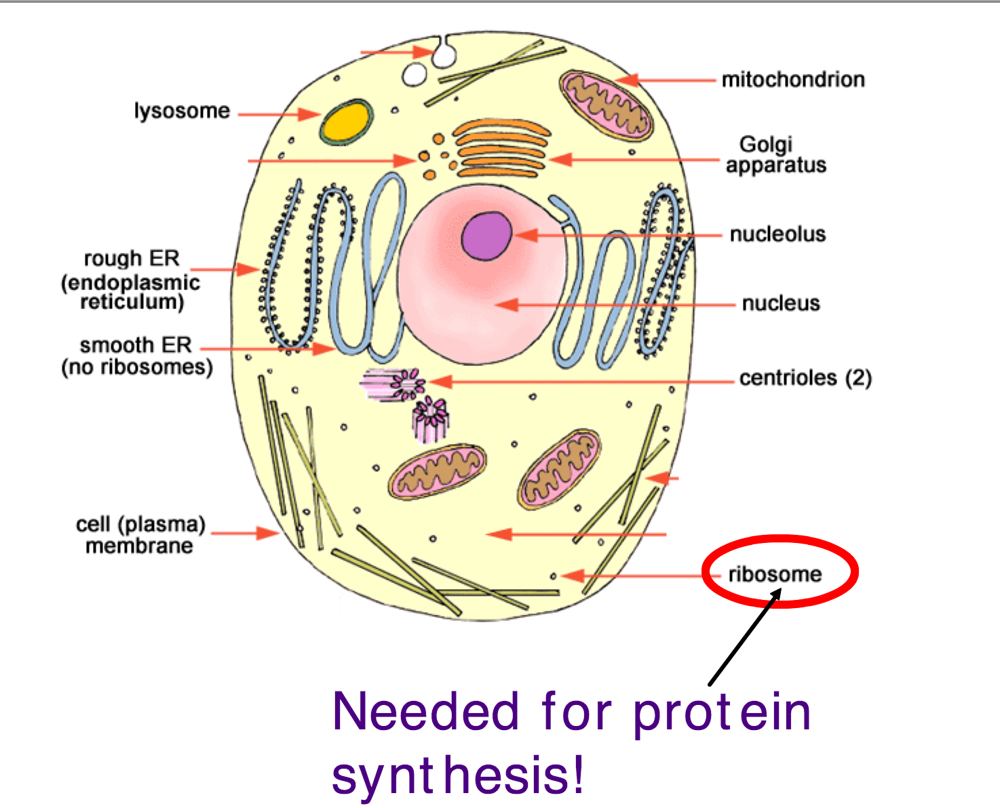 mitochondrion
lysosome
Golgi
apparatus
nucleolus
rough ER
(endoplasmic
reticulum)
nucleus
smooth ER
(no ribosomes)
centrioles (2)
cell (plasma)
membrane
ribosome
Needed for protein
synthesis!